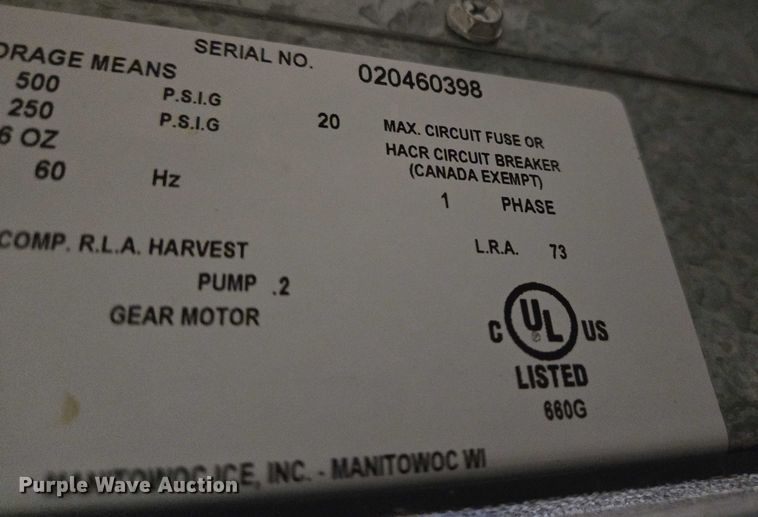 SERIAL NO. 020460398
ORAGE MEANS
500 P.S.I.G
250 P.S.I.G 20 MAX. CIRCUIT FUSE OR
6 OZ HACR CIRCUIT BREAKER
(CANADA EXEMPT)
60 Hz 1 PHASE
COMP. R.L.A. HARVEST L.R.A. 73
PUMP .2
GEAR MOTOR
C UL US
LISTED
660G
MANITOWOC ICE, INC. - MANITOWOC WI
Purple Wave Auction